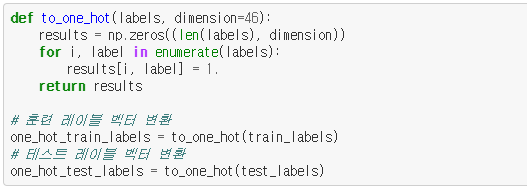 def to_one_hot(labels, dimension=46):
    results = np.zeros((len(labels), dimension))
    for i, label in enumerate(labels):
        results[i, label] = 1.
    return results
# 훈련 레이블 벡터 변환
one_hot_train_labels = to_one_hot(train_labels)
# 테스트 레이블 벡터 변환
one_hot_test_labels = to_one_hot(test_labels)